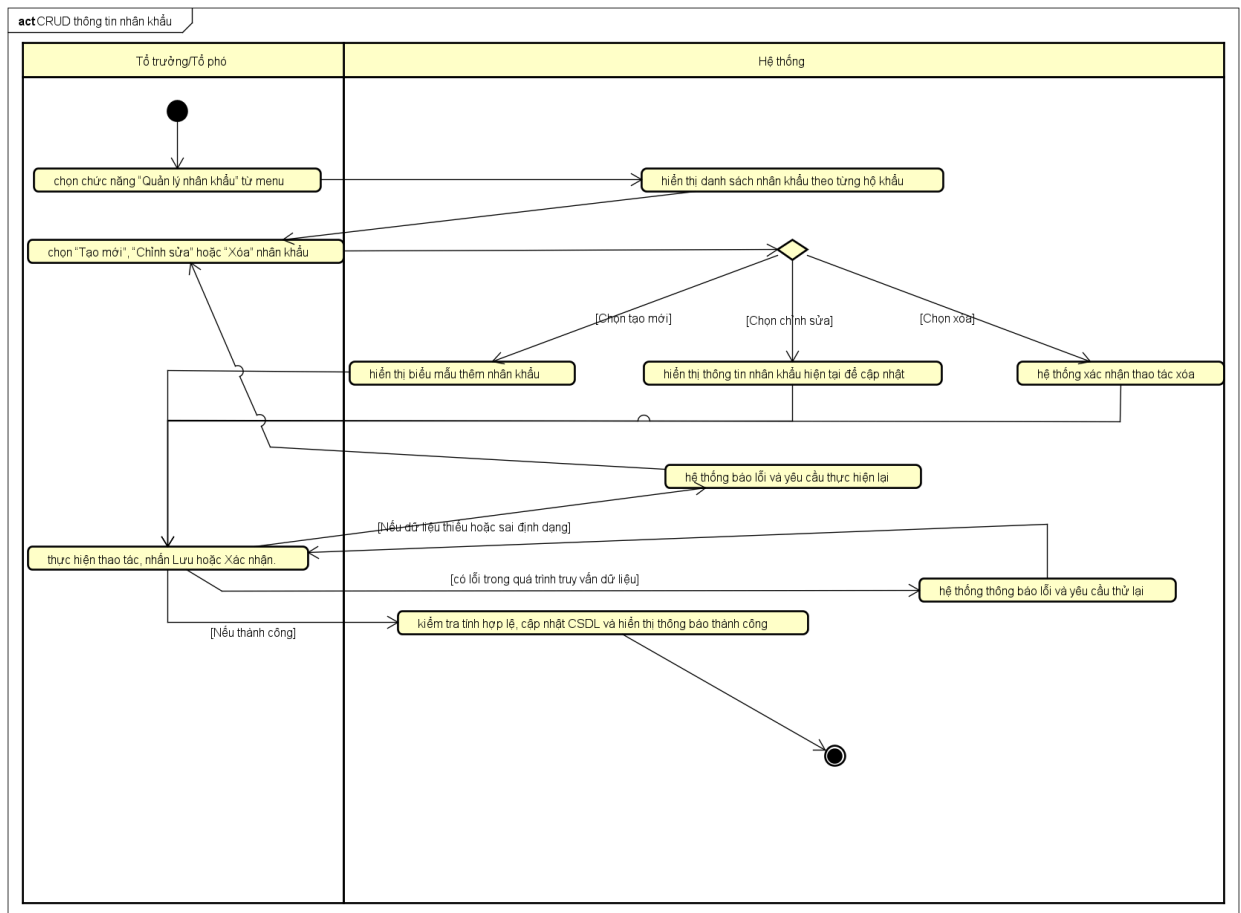 act CRUD thông tin nhân khẩu
Tổ trưởng/Tổ phó
Hệ thống
chọn chức năng "Quản lý nhân khẩu" từ menu
hiển thị danh sách nhân khẩu theo từng hộ khẩu
chọn "Tạo mới", "Chỉnh sửa" hoặc "Xóa" nhân khẩu
[Chọn tạo mới]
[Chọn chỉnh sửa]
[Chọn xóa]
hiển thị biểu mẫu thêm nhân khẩu
hiển thị thông tin nhân khẩu hiện tại để cập nhật
hệ thống xác nhận thao tác xóa
hệ thống báo lỗi và yêu cầu thực hiện lại
[Nếu dữ liệu thiếu hoặc sai định dạng]
thực hiện thao tác, nhấn Lưu hoặc Xác nhận.
[có lỗi trong quá trình truy vấn dữ liệu]
hệ thống thông báo lỗi và yêu cầu thử lại
[Nếu thành công]
kiểm tra tính hợp lệ, cập nhật CSDL và hiển thị thông báo thành công